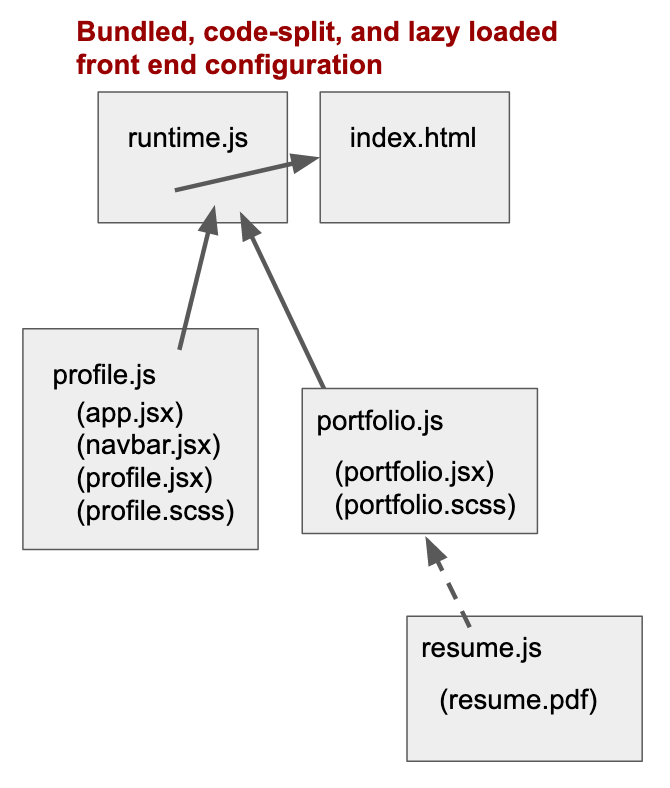 Bundled, code-split, and lazy loaded
front end configuration
runtime.js
index.html
profile.js
(app.jsx)
(navbar.jsx)
(profile.jsx)
(profile.scss)
portfolio.js
(portfolio.jsx)
(portfolio.scss)
resume.js
(resume.pdf)